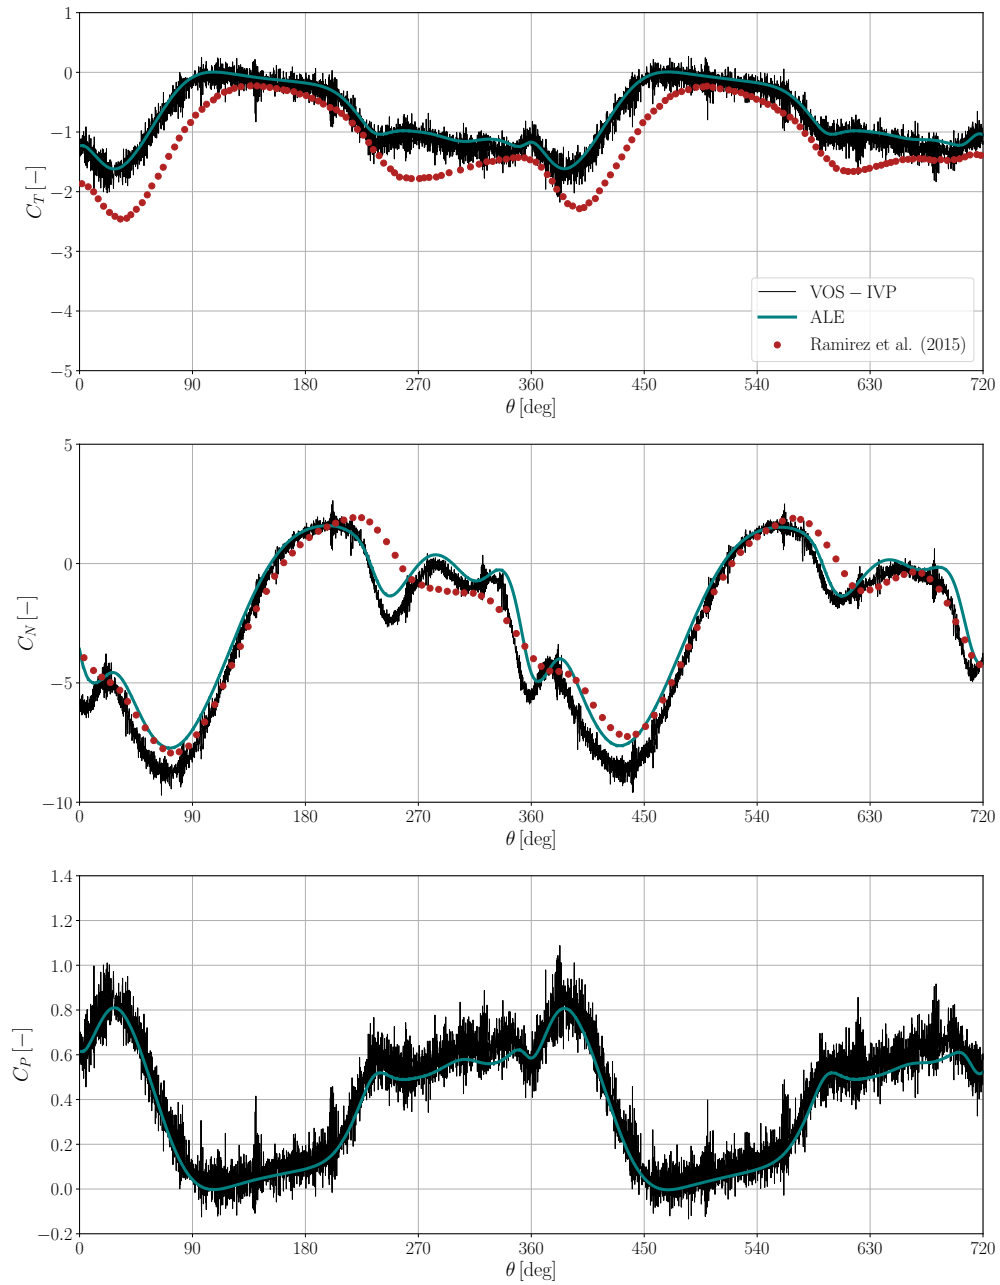 1
0
−1
−2
−3
−4
−5
C_T [−]
VOS − IVP
ALE
Ramirez et al. (2015)
0 90 180 270 360 450 540 630 720
θ [deg]
5
0
−5
−10
C_N [−]
0 90 180 270 360 450 540 630 720
θ [deg]
1.4
1.2
1.0
0.8
0.6
0.4
0.2
0.0
−0.2
C_P [−]
0 90 180 270 360 450 540 630 720
θ [deg]